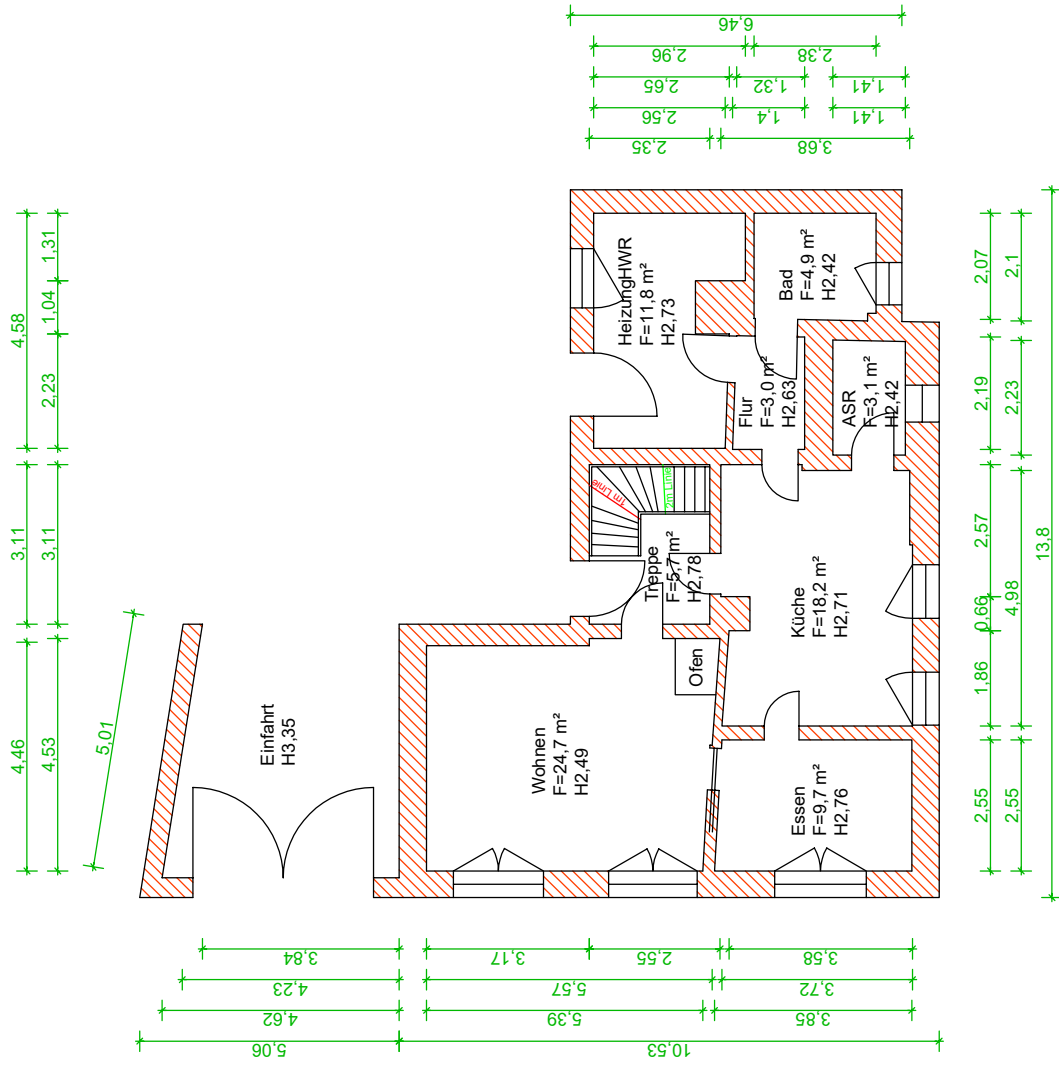 6,46
2,96
2,38
2,65
1,32
1,41
2,56
1,4
1,41
2,35
3,68
4,58
1,31
1,04
2,23
3,11
3,11
4,46
4,53
5,01
HeizungHWR
F=11,8 m²
H2,73
Bad
F=4,9 m²
H2,42
Flur
F=3,0 m²
H2,63
ASR
F=3,1 m²
H2,42
1m Linie
2m Linie
Treppe
F=5,7 m²
H2,78
Küche
F=18,2 m²
H2,71
Ofen
Einfahrt
H3,35
Wohnen
F=24,7 m²
H2,49
Essen
F=9,7 m²
H2,76
2,07
2,1
2,19
2,23
2,57
0,66
4,98
1,86
2,55
2,55
13,8
3,84
3,17
2,55
3,58
4,23
5,57
3,72
4,62
5,39
3,85
5,06
10,53